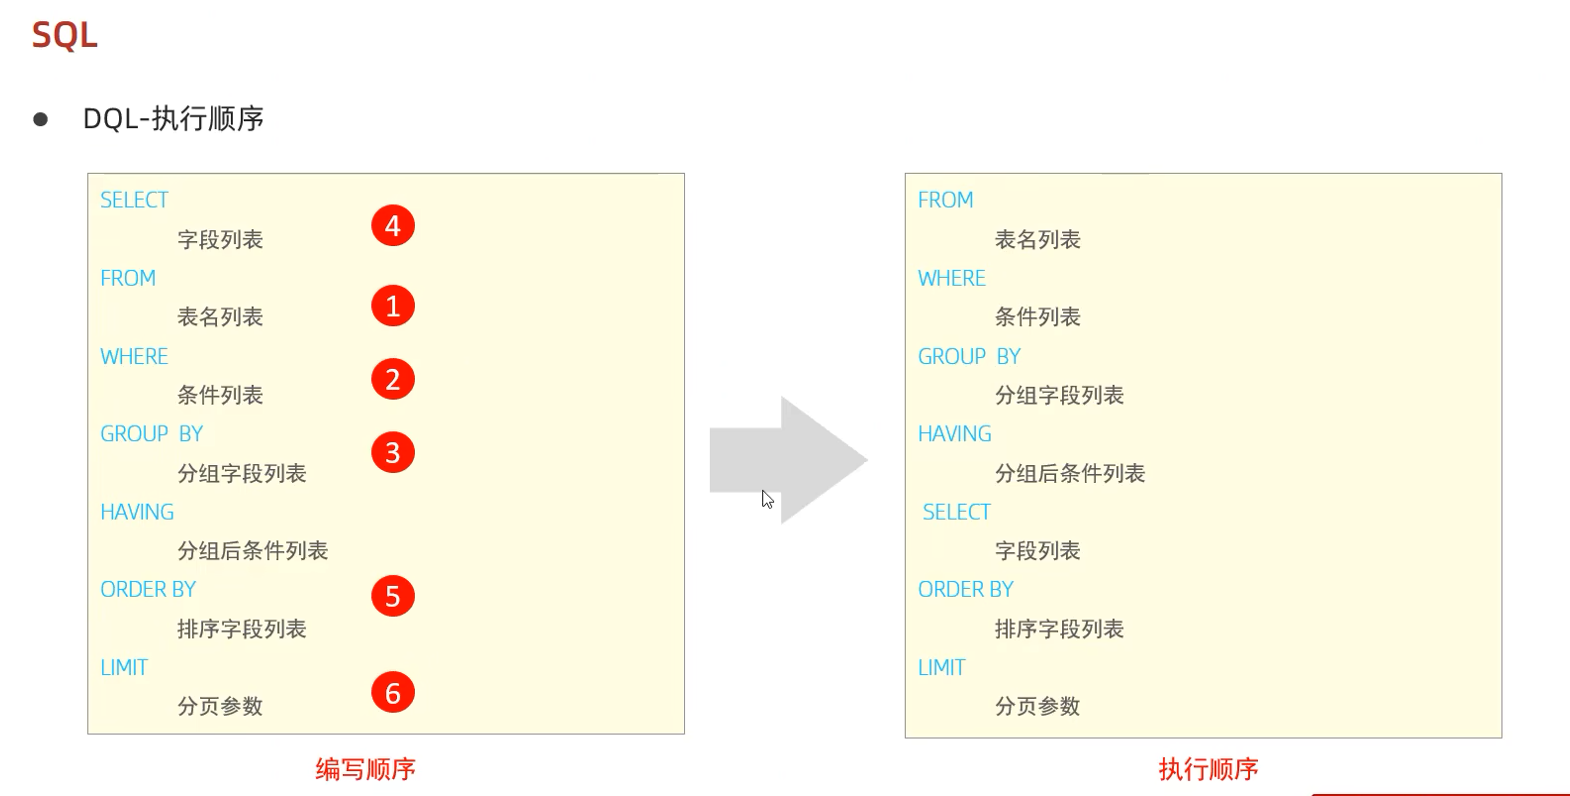 SQL
DQL-执行顺序
SELECT
4
字段列表
FROM
1
表名列表
WHERE
2
条件列表
GROUP BY
3
分组字段列表
HAVING
分组后条件列表
ORDER BY
5
排序字段列表
LIMIT
6
分页参数
编写顺序
FROM
表名列表
WHERE
条件列表
GROUP BY
分组字段列表
HAVING
分组后条件列表
SELECT
字段列表
ORDER BY
排序字段列表
LIMIT
分页参数
执行顺序